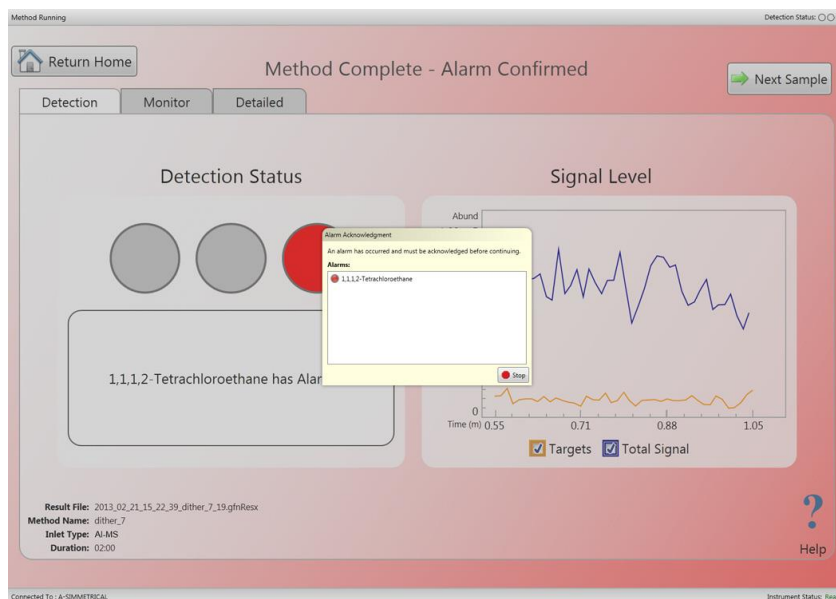 Method Running
Detection Status:
Return Home
Method Complete - Alarm Confirmed
Next Sample
Detection
Monitor
Detailed
Detection Status
Signal Level
Abund
Alarm Acknowledgment
An alarm has occurred and must be acknowledged before continuing.
Alarms:
1,1,1,2-Tetrachloroethane
Stop
1,1,1,2-Tetrachloroethane has Alar
0
Time (m) 0.55 0.71 0.88 1.05
Targets Total Signal
Result File: 2013_02_21_15_22_39_dither_7_19.gfnResx
Method Name: dither_7
Inlet Type: AI-MS
Duration: 02:00
?
Help
Connected To : A-SIMMETRICAL
Instrument Status: Rea